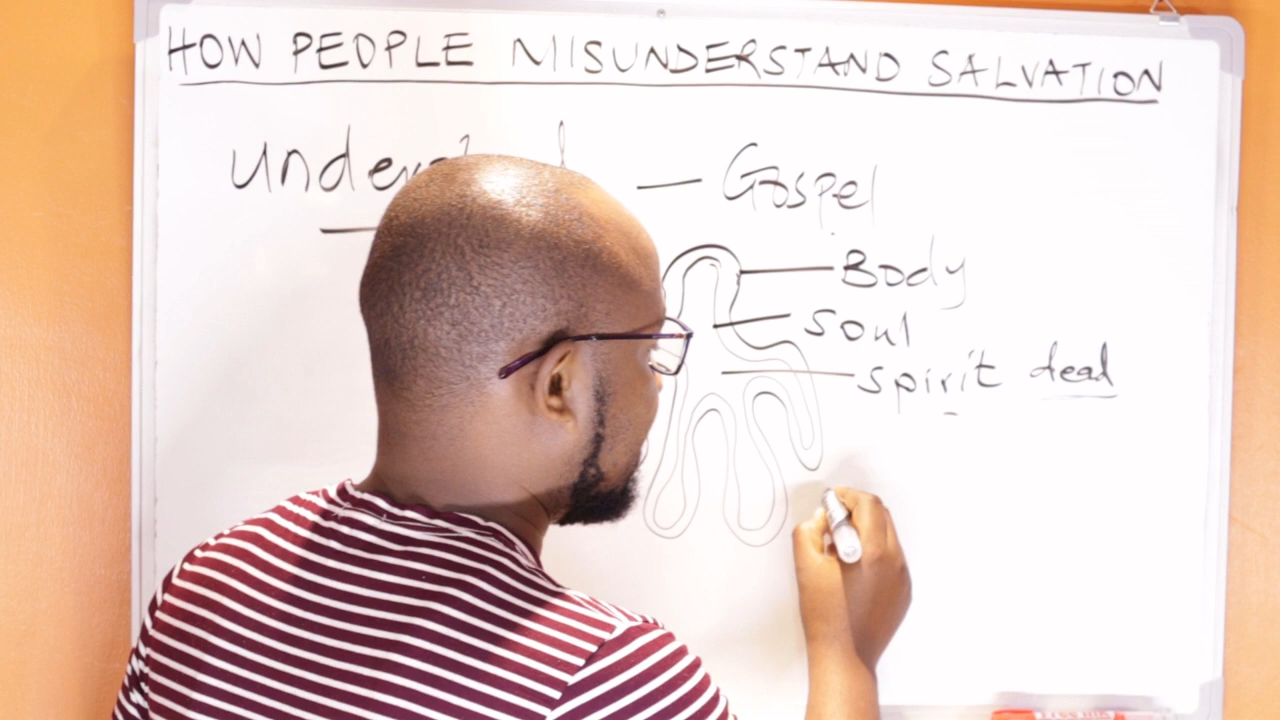 HOW PEOPLE MISUNDERSTAND SALVATION
— Gospel
Body
Soul
spirit dead